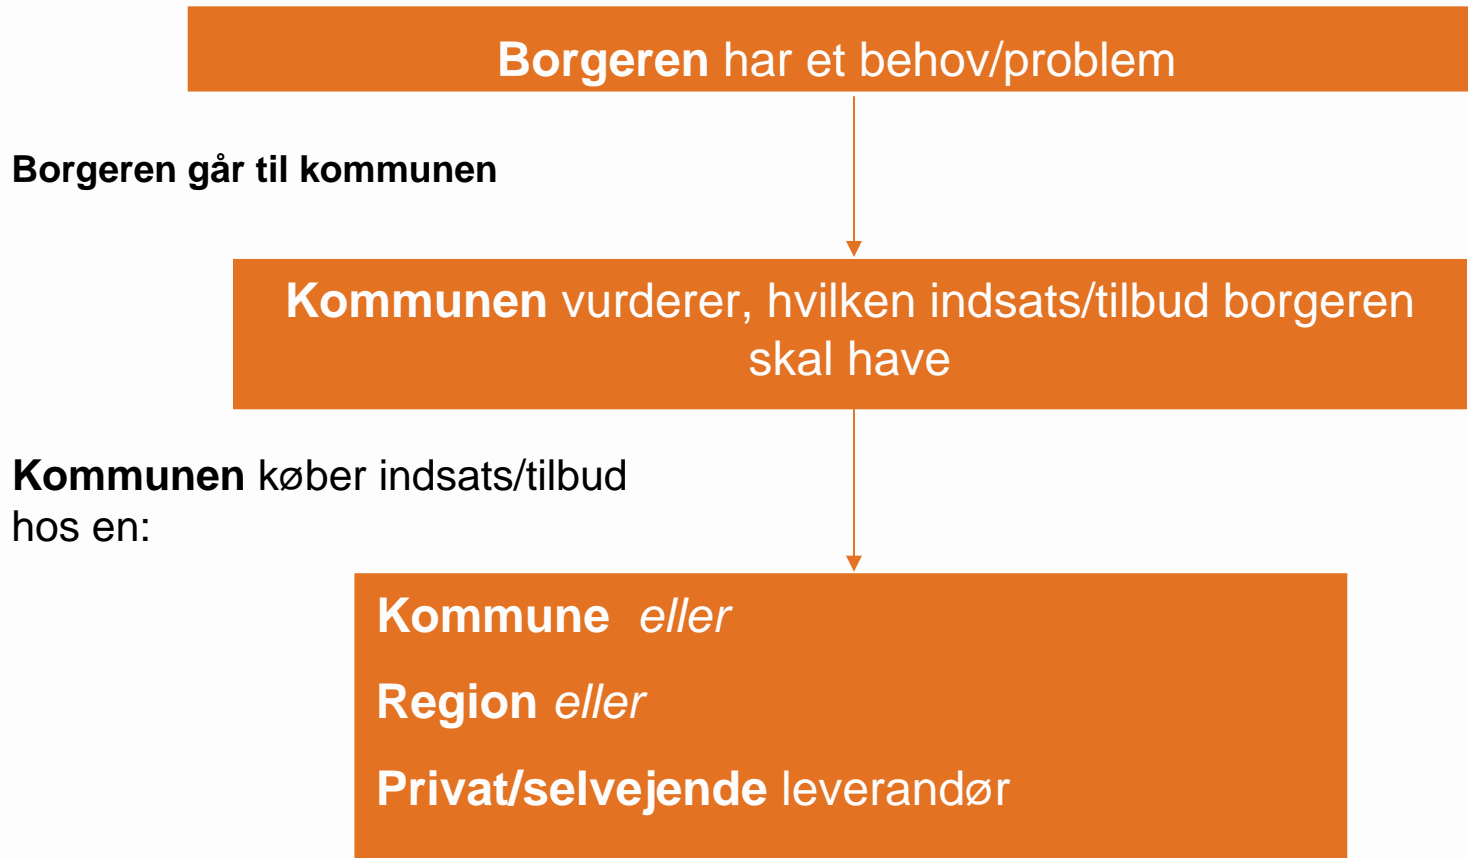 Borgeren har et behov/problem
Borgeren går til kommunen
Kommunen vurderer, hvilken indsats/tilbud borgeren
skal have
Kommunen køber indsats/tilbud
hos en:
Kommune eller
Region eller
Privat/selvejende leverandør